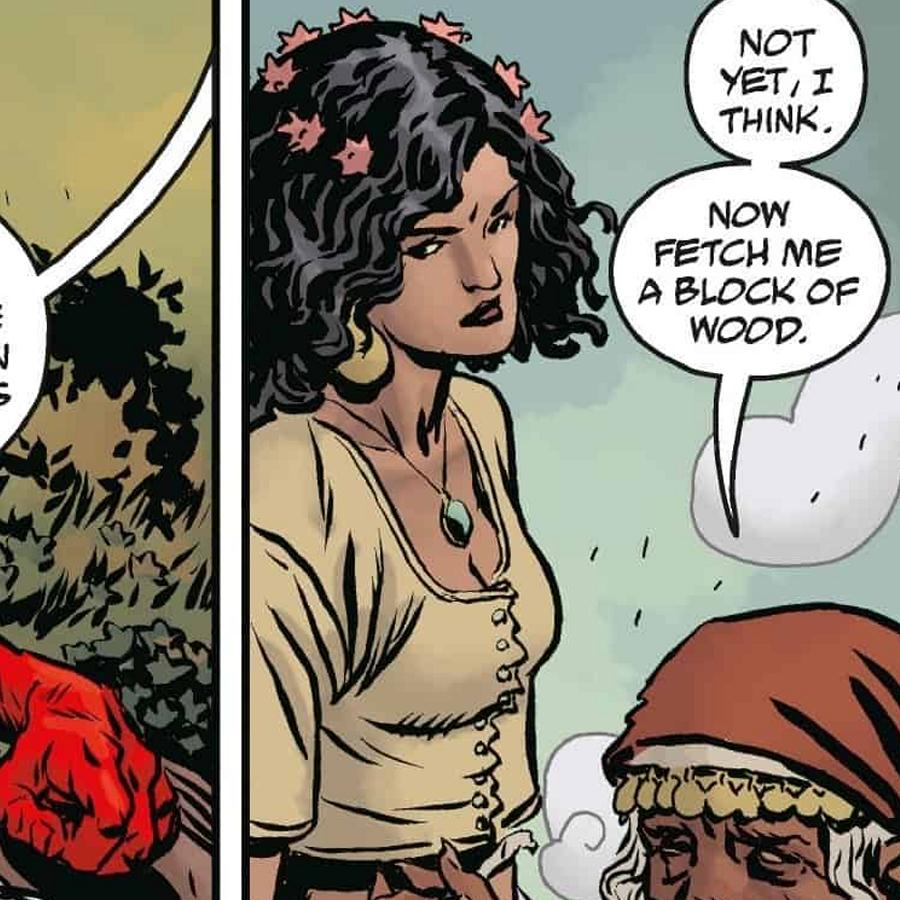 NOT
YET, I
THINK.
NOW
FETCH ME
A BLOCK OF
WOOD.